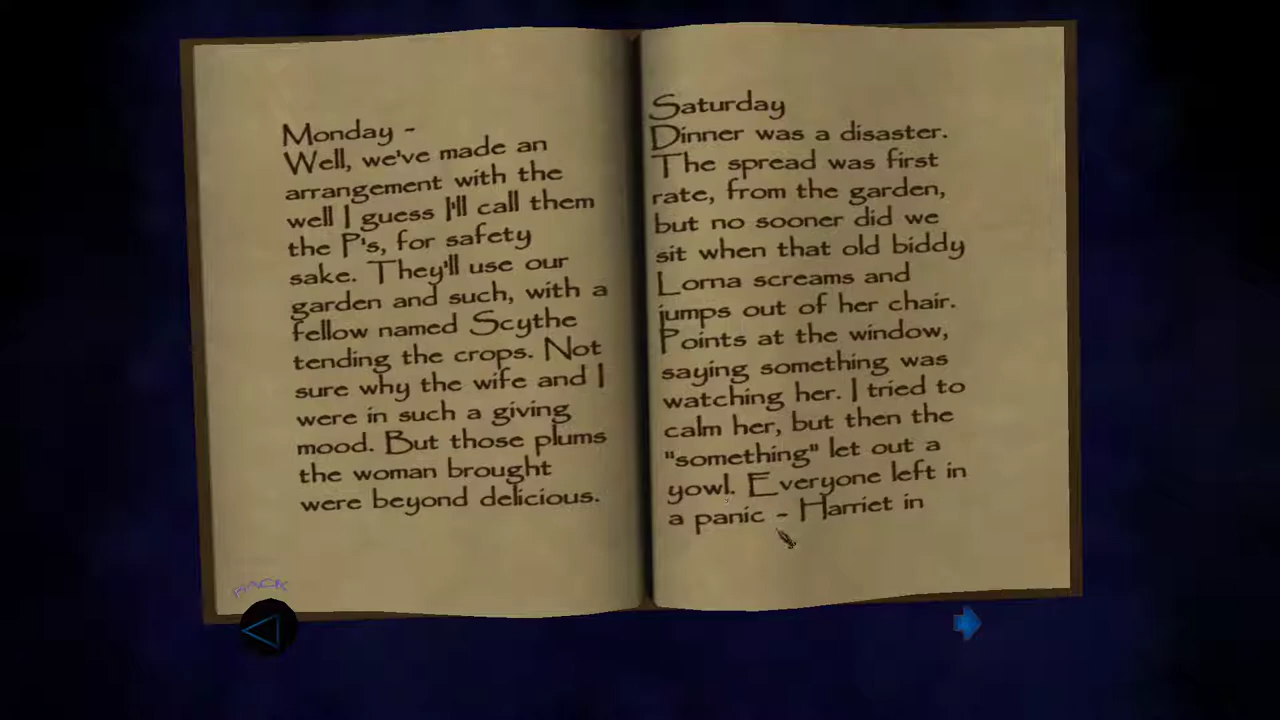 Monday -
Well, we've made an
arrangement with the
well I guess I'll call them
the P's, for safety
sake. They'll use our
garden and such, with a
fellow named Scythe
tending the crops. Not
sure why the wife and I
were in such a giving
mood. But those plums
the woman brought
were beyond delicious.
Saturday
Dinner was a disaster.
The spread was first
rate, from the garden,
but no sooner did we
sit when that old biddy
Lorna screams and
jumps out of her chair.
Points at the window,
saying something was
watching her. I tried to
calm her, but then the
"something" let out a
yowl. Everyone left in
a panic - Harriet in